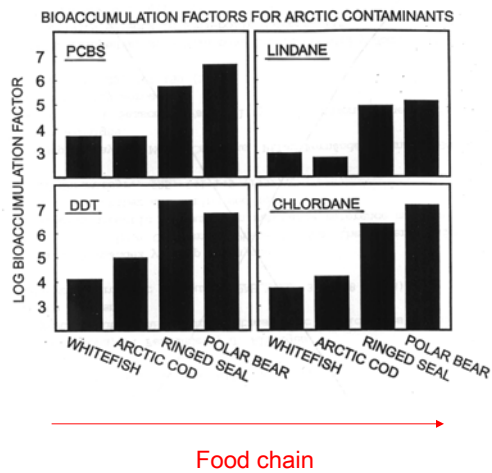 BIOACCUMULATION FACTORS FOR ARCTIC CONTAMINANTS
PCBS
LINDANE
7
6
5
4
3
DDT
CHLORDANE
7
6
5
4
3
LOG BIOACCUMULATION FACTOR
WHITEFISH
ARCTIC COD
RINGED SEAL
POLAR BEAR
WHITEFISH
ARCTIC COD
RINGED SEAL
POLAR BEAR
Food chain